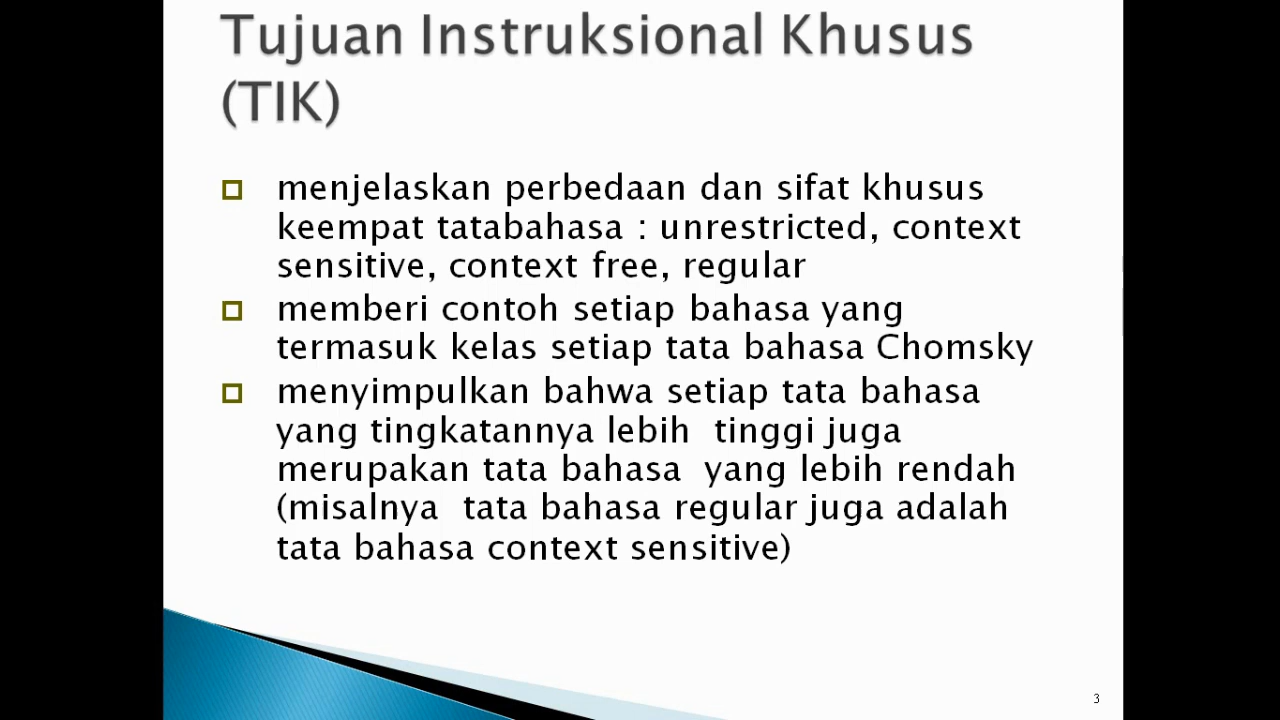 Tujuan Instruksional Khusus
(TIK)
menjelaskan perbedaan dan sifat khusus
keempat tatabahasa : unrestricted, context
sensitive, context free, regular
memberi contoh setiap bahasa yang
termasuk kelas setiap tata bahasa Chomsky
menyimpulkan bahwa setiap tata bahasa
yang tingkatannya lebih  tinggi juga
merupakan tata bahasa  yang lebih rendah
(misalnya  tata bahasa regular juga adalah
tata bahasa context sensitive)
3